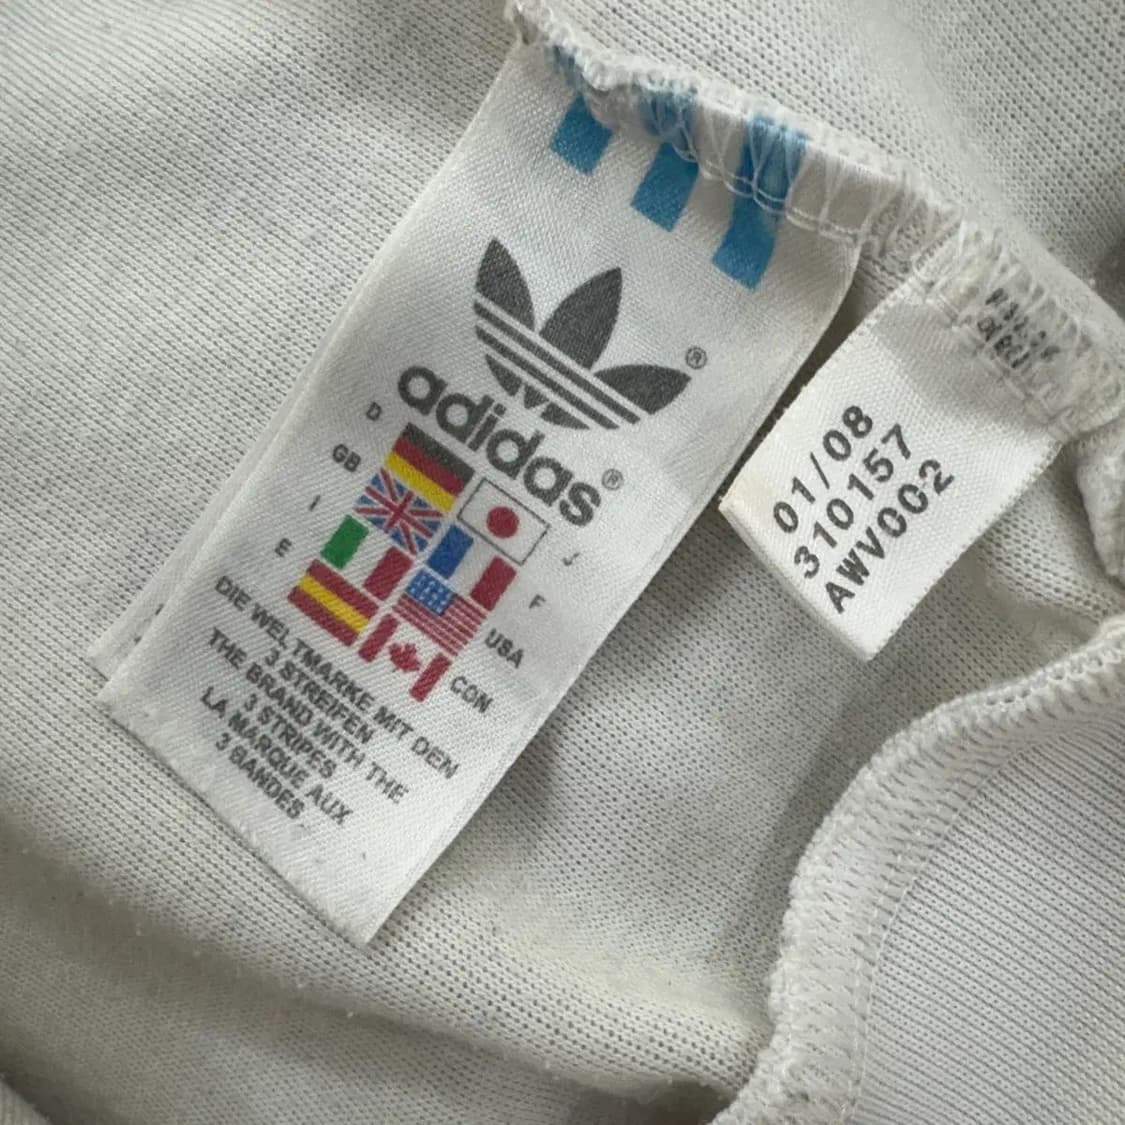 ®
adidas®
D
GB
J
I
F
E
USA
CDN
DIE WELTMARKE MIT DEN
3 STREIFEN
THE BRAND WITH THE
3 STRIPES
LA MARQUE AUX
3 BANDES
01/08
310157
AWV002